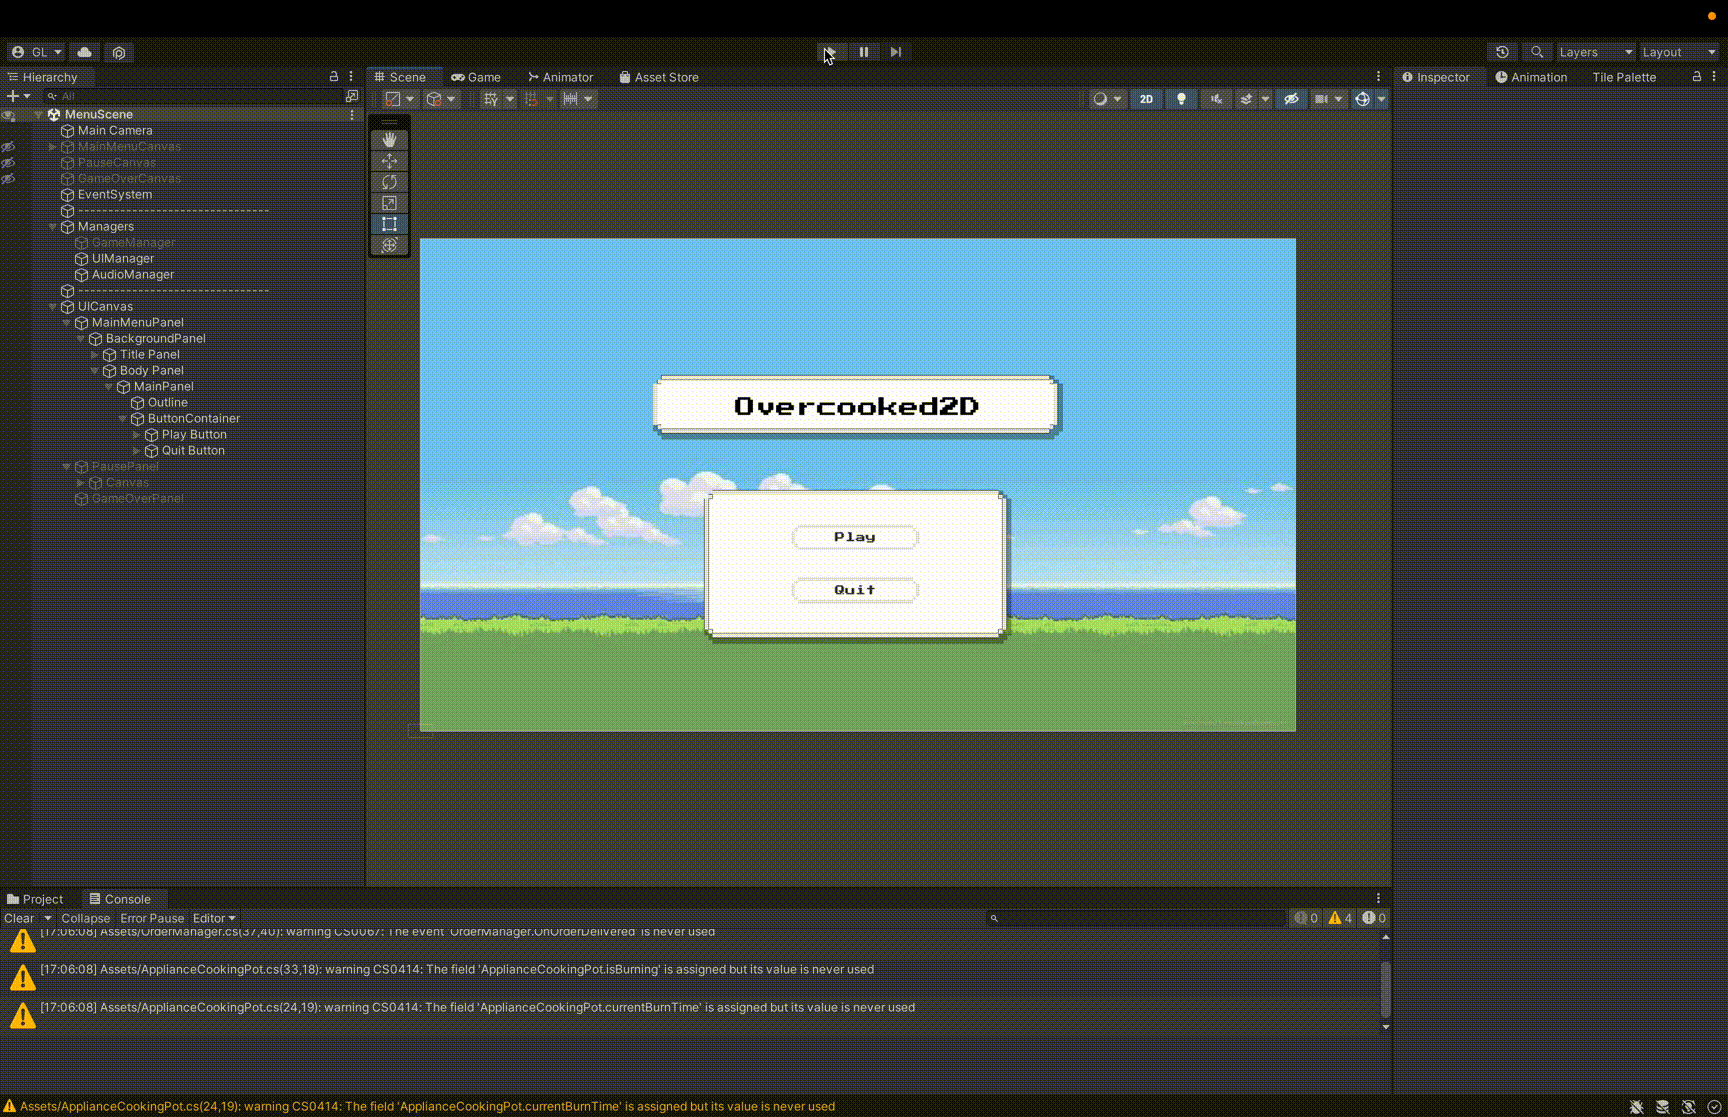 GL
Layers
Layout
Hierarchy
Scene
Game
Animator
Asset Store
Inspector
Animation
Tile Palette
All
2D
MenuScene
Main Camera
MainMenuCanvas
PauseCanvas
GameOverCanvas
EventSystem
--------------------------------
Managers
GameManager
UIManager
AudioManager
--------------------------------
UICanvas
MainMenuPanel
BackgroundPanel
Title Panel
Body Panel
MainPanel
Outline
ButtonContainer
Play Button
Quit Button
PausePanel
Canvas
GameOverPanel
Overcooked2D
Play
Quit
Project
Console
Clear
Collapse
Error Pause
Editor
0
4
0
[17:06:08] Assets/OrderManager.cs(37,40): warning CS0067: The event 'OrderManager.OnOrderDelivered' is never used
[17:06:08] Assets/ApplianceCookingPot.cs(33,18): warning CS0414: The field 'ApplianceCookingPot.isBurning' is assigned but its value is never used
[17:06:08] Assets/ApplianceCookingPot.cs(24,19): warning CS0414: The field 'ApplianceCookingPot.currentBurnTime' is assigned but its value is never used
Assets/ApplianceCookingPot.cs(24,19): warning CS0414: The field 'ApplianceCookingPot.currentBurnTime' is assigned but its value is never used